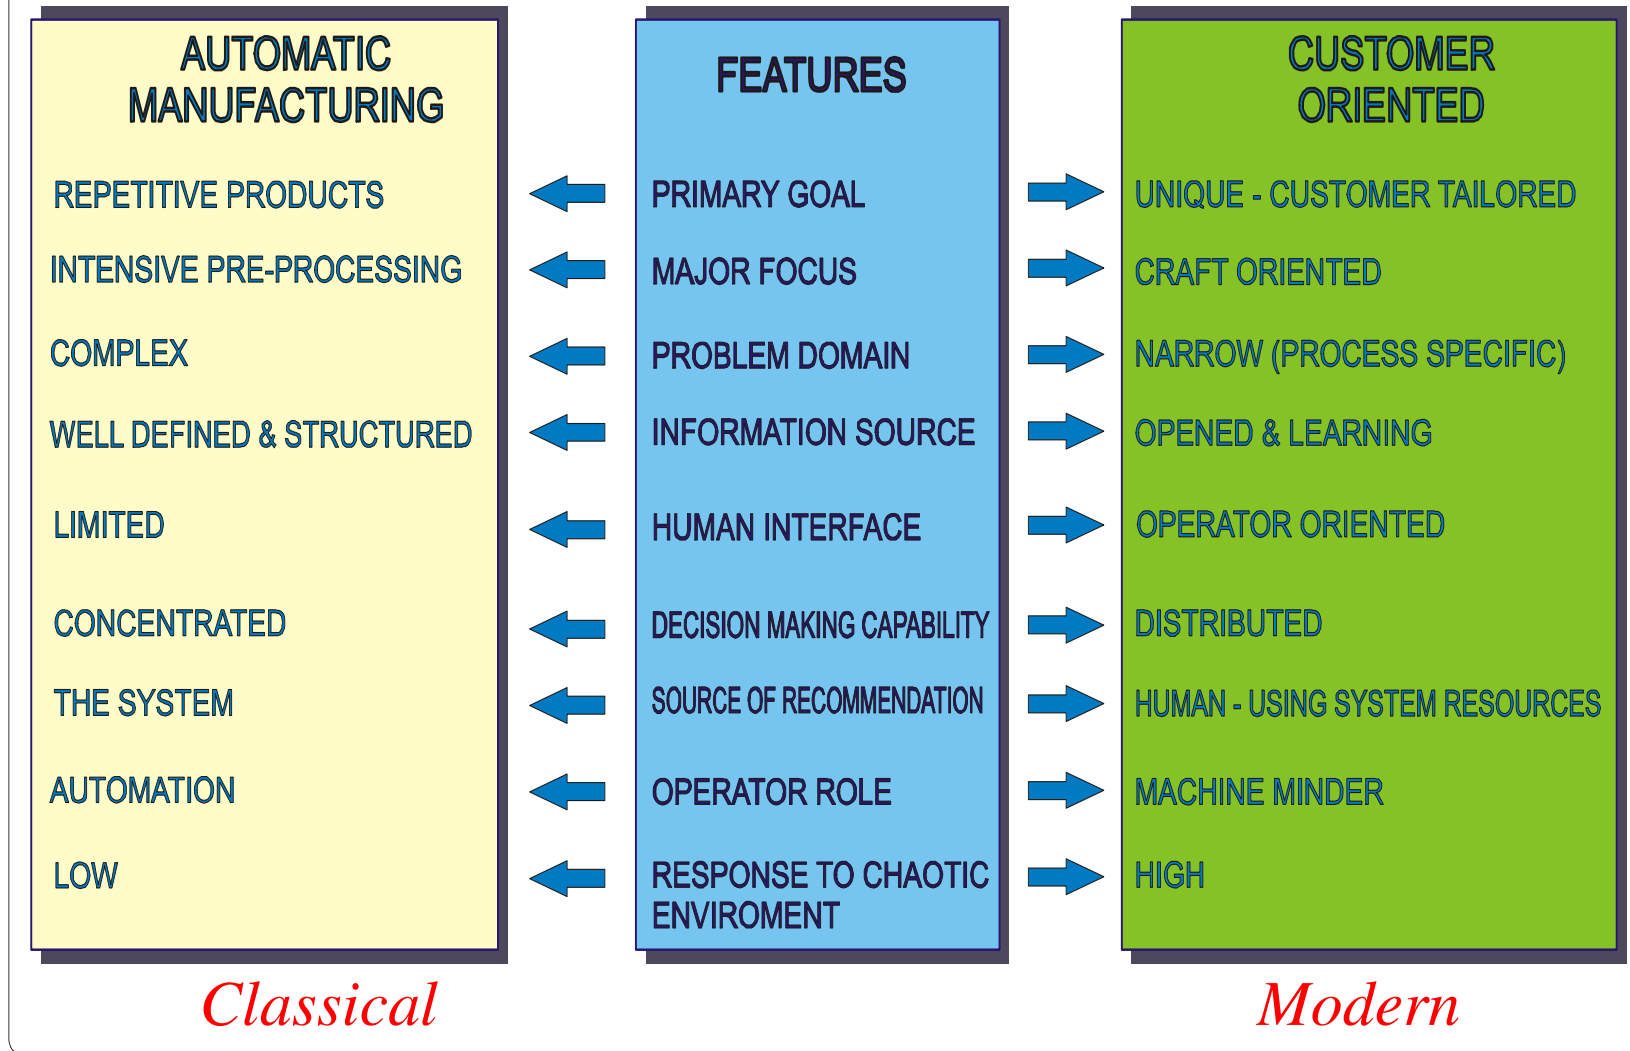 AUTOMATIC
MANUFACTURING
FEATURES
CUSTOMER
ORIENTED
REPETITIVE PRODUCTS
PRIMARY GOAL
UNIQUE - CUSTOMER TAILORED
INTENSIVE PRE-PROCESSING
MAJOR FOCUS
CRAFT ORIENTED
COMPLEX
PROBLEM DOMAIN
NARROW (PROCESS SPECIFIC)
WELL DEFINED & STRUCTURED
INFORMATION SOURCE
OPENED & LEARNING
LIMITED
HUMAN INTERFACE
OPERATOR ORIENTED
CONCENTRATED
DECISION MAKING CAPABILITY
DISTRIBUTED
THE SYSTEM
SOURCE OF RECOMMENDATION
HUMAN - USING SYSTEM RESOURCES
AUTOMATION
OPERATOR ROLE
MACHINE MINDER
LOW
RESPONSE TO CHAOTIC
ENVIROMENT
HIGH
Classical
Modern